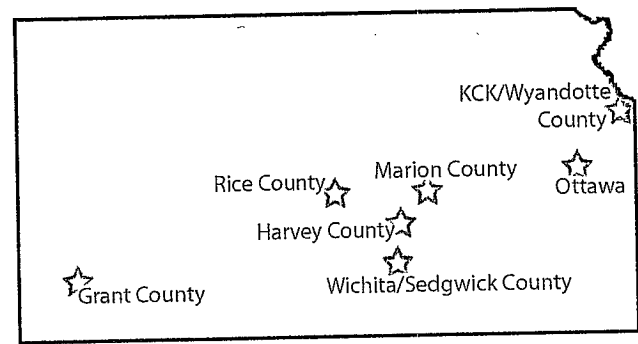 KCK/Wyandotte
County
Rice County
Marion County
Ottawa
Harvey County
Wichita/Sedgwick County
Grant County